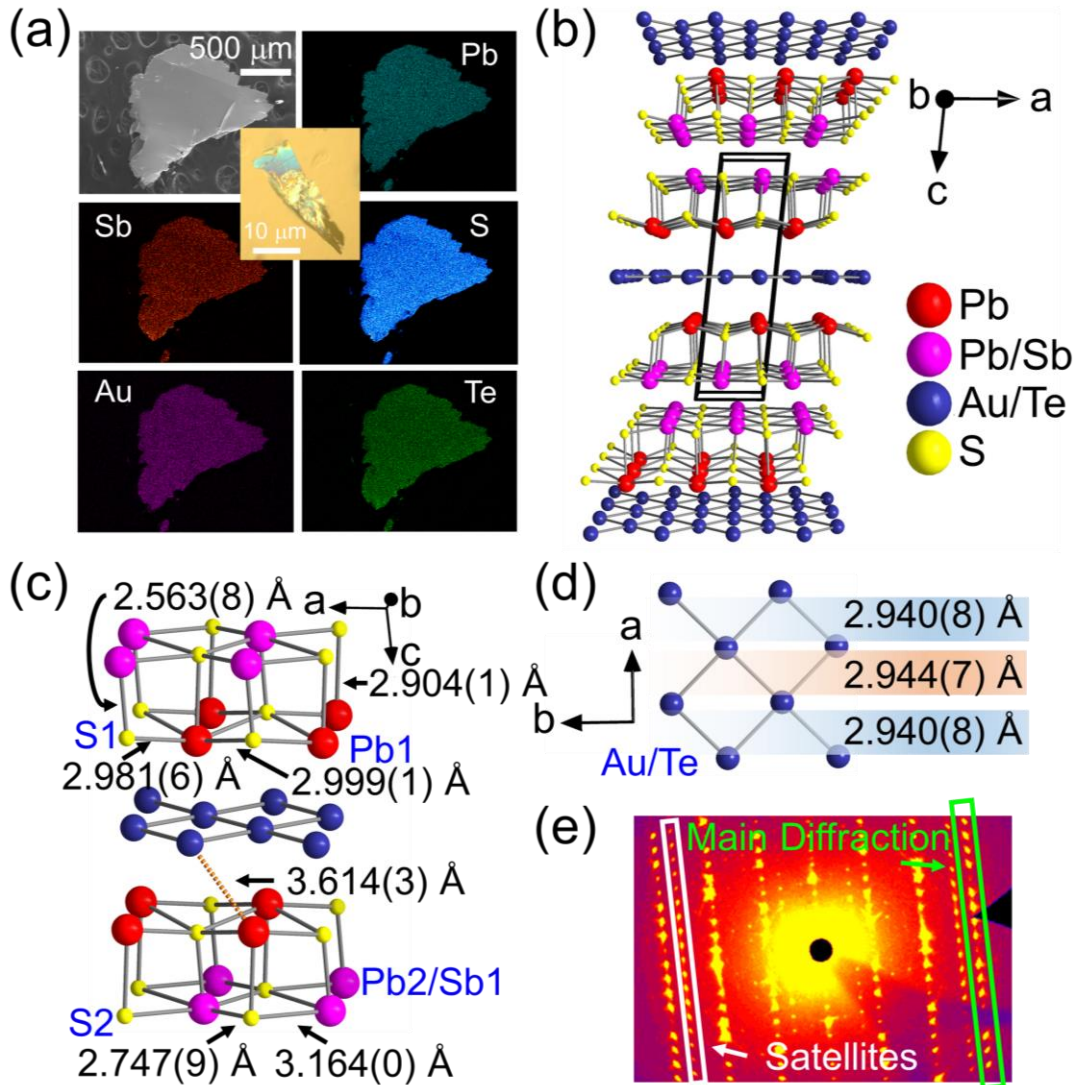 (a)
500 μm
Pb
Sb
S
10 μm
Au
Te
(b)
b
a
c
Pb
Pb/Sb
Au/Te
S
(c)
2.563(8) Å
a
b
c
2.904(1) Å
S1
Pb1
2.981(6) Å
2.999(1) Å
3.614(3) Å
Pb2/Sb1
S2
2.747(9) Å
3.164(0) Å
(d)
a
b
2.940(8) Å
2.944(7) Å
2.940(8) Å
Au/Te
(e)
Main Diffraction
Satellites